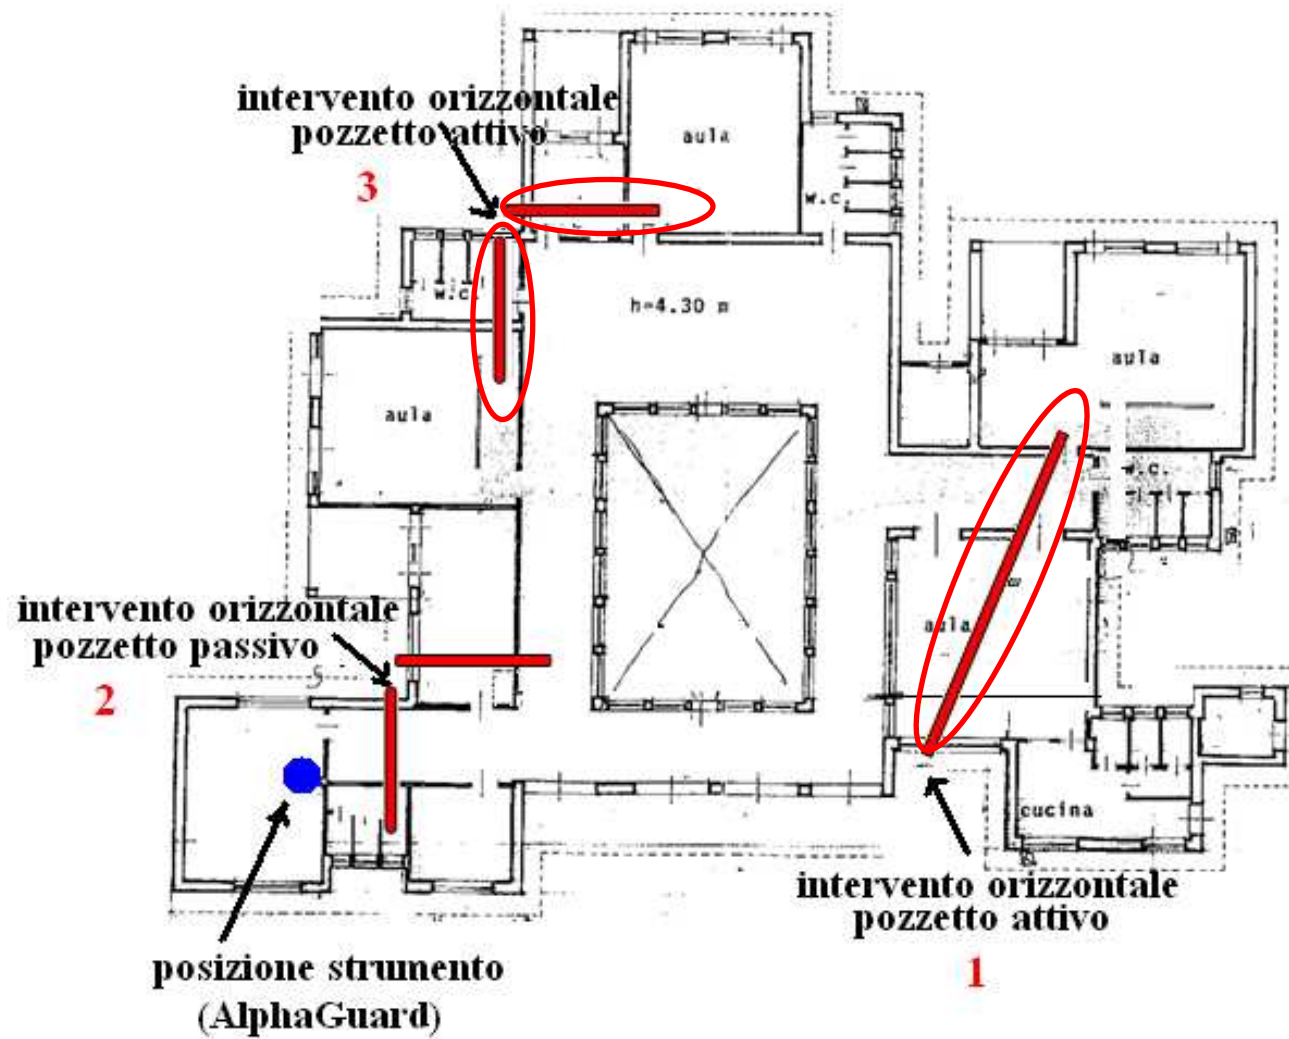 intervento orizzontale
pozzetto attivo
3
aula
w.c.
w.c.
h=4.30 m
aula
aula
w.c.
intervento orizzontale
pozzetto passivo
2
aula
cucina
intervento orizzontale
pozzetto attivo
1
posizione strumento
(AlphaGuard)